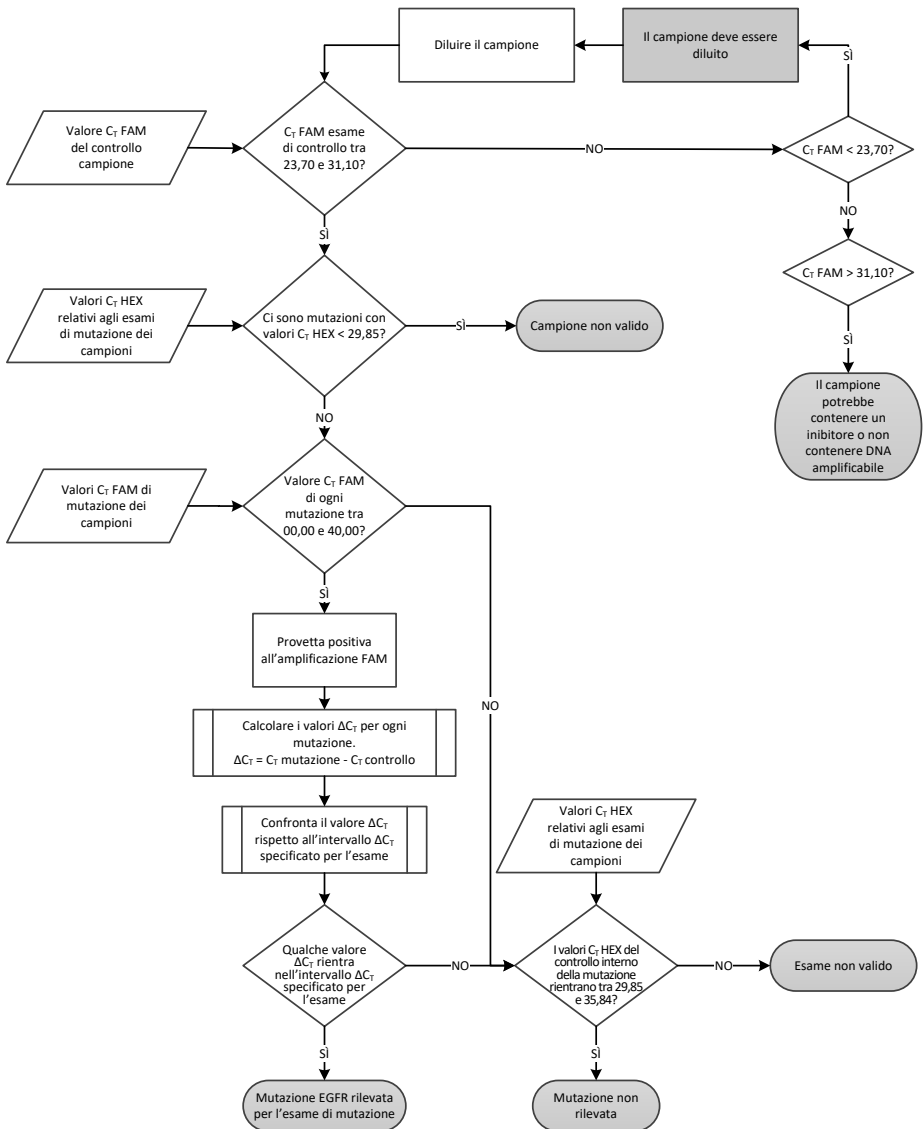 Diluire il campione
Il campione deve essere
diluito
SÌ
Valore CT FAM
del controllo
campione
CT FAM esame
di controllo tra
23,70 e 31,10?
NO
CT FAM < 23,70?
SÌ
NO
CT FAM > 31,10?
SÌ
Il campione
potrebbe
contenere un
inibitore o non
contenere DNA
amplificabile
Valori CT HEX
relativi agli esami
di mutazione dei
campioni
Ci sono mutazioni con
valori CT HEX < 29,85?
SÌ
Campione non valido
NO
Valori CT FAM di
mutazione dei
campioni
Valore CT FAM
di ogni
mutazione tra
00,00 e 40,00?
SÌ
NO
Provetta positiva
all'amplificazione FAM
Calcolare i valori ΔCT per ogni
mutazione.
ΔCT = CT mutazione - CT controllo
Confronta il valore ΔCT
rispetto all'intervallo ΔCT
specificato per l'esame
Valori CT HEX
relativi agli esami
di mutazione dei
campioni
Qualche valore
ΔCT rientra
nell'intervallo ΔCT
specificato per
l'esame
NO
I valori CT HEX del
controllo interno
della mutazione
rientrano tra 29,85
e 35,84?
NO
Esame non valido
SÌ
SÌ
Mutazione EGFR rilevata
per l'esame di mutazione
Mutazione non
rilevata